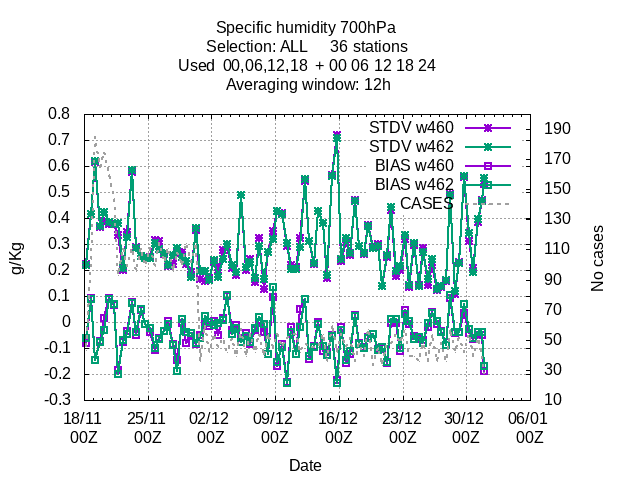 Specific humidity 700hPa
Selection: ALL     36 stations
Used  00,06,12,18  + 00 06 12 18 24
Averaging window: 12h
0.8
0.7
0.6
0.5
0.4
0.3
0.2
0.1
0
-0.1
-0.2
-0.3
g/Kg
STDV w460
STDV w462
BIAS w460
BIAS w462
CASES
190
170
150
130
110
90
70
50
30
10
No cases
18/11 25/11 02/12 09/12 16/12 23/12 30/12 06/01
00Z 00Z 00Z 00Z 00Z 00Z 00Z 00Z
Date